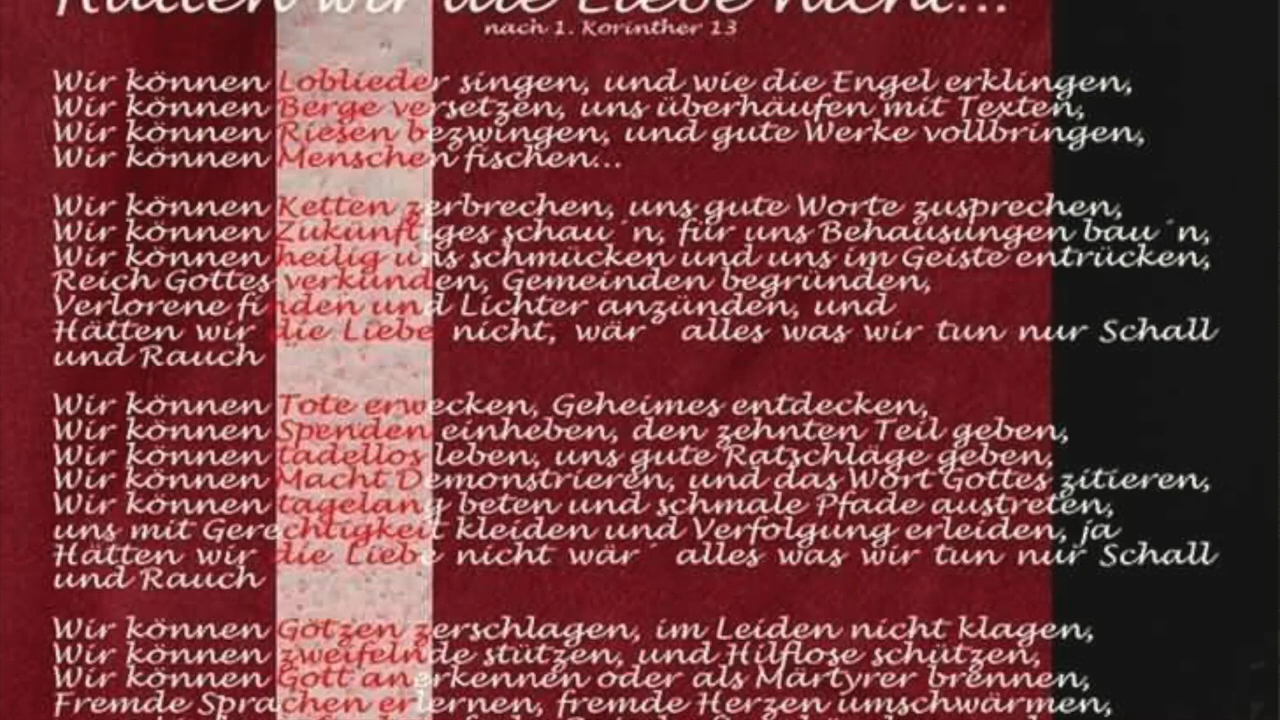 Hätten wir die Liebe nicht...
nach 1. Korinther 13
Wir können Loblieder singen, und wie die Engel erklingen,
Wir können Berge versetzen, uns überhäufen mit Texten,
Wir können Riesen bezwingen, und gute Werke vollbringen,
Wir können Menschen fischen...
Wir können Ketten zerbrechen, uns gute Worte zusprechen,
Wir können Zukünftiges schau´n, für uns Behausungen bau´n,
Wir können heilig uns schmücken und uns im Geiste entrücken,
Reich Gottes verkünden, Gemeinden begründen,
Verlorene finden und Lichter anzünden, und
Hätten wir die Liebe nicht, wär´ alles was wir tun nur Schall
und Rauch
Wir können Tote erwecken, Geheimes entdecken,
Wir können Spenden einheben, den zehnten Teil geben,
Wir können tadellos leben, uns gute Ratschläge geben,
Wir können Macht Demonstrieren, und das Wort Gottes zitieren,
Wir können tagelang beten und schmale Pfade austreten,
uns mit Gerechtigkeit kleiden und Verfolgung erleiden, ja
Hätten wir die Liebe nicht wär´ alles was wir tun nur Schall
und Rauch
Wir können Götzen zerschlagen, im Leiden nicht klagen,
Wir können zweifelnde stützen, und Hilflose schützen,
Wir können Gott anerkennen oder als Märtyrer brennen,
Fremde Sprachen erlernen, fremde Herzen umschwärmen,